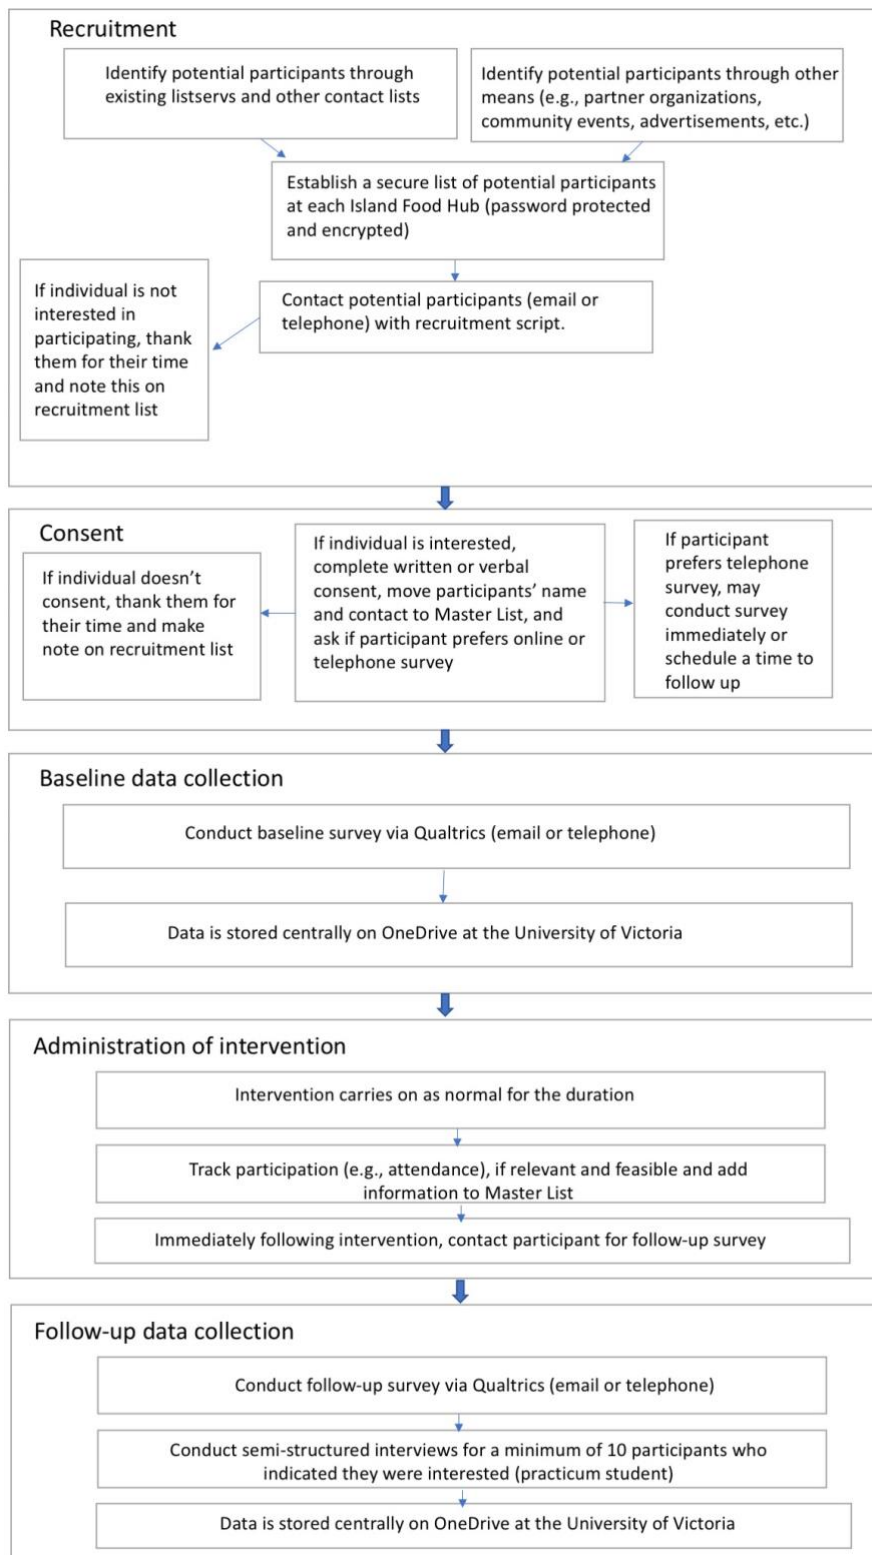 Recruitment
Identify potential participants through
existing listservs and other contact lists
Identify potential participants through other
means (e.g., partner organizations,
community events, advertisements, etc.)
Establish a secure list of potential participants
at each Island Food Hub (password protected
and encrypted)
Contact potential participants (email or
telephone) with recruitment script.
If individual is not
interested in
participating, thank
them for their time
and note this on
recruitment list
Consent
If individual doesn't
consent, thank them for
their time and make
note on recruitment list
If individual is interested,
complete written or verbal
consent, move participants' name
and contact to Master List, and
ask if participant prefers online or
telephone survey
If participant
prefers telephone
survey, may
conduct survey
immediately or
schedule a time to
follow up
Baseline data collection
Conduct baseline survey via Qualtrics (email or telephone)
Data is stored centrally on OneDrive at the University of Victoria
Administration of intervention
Intervention carries on as normal for the duration
Track participation (e.g., attendance), if relevant and feasible and add
information to Master List
Immediately following intervention, contact participant for follow-up survey
Follow-up data collection
Conduct follow-up survey via Qualtrics (email or telephone)
Conduct semi-structured interviews for a minimum of 10 participants who
indicated they were interested (practicum student)
Data is stored centrally on OneDrive at the University of Victoria